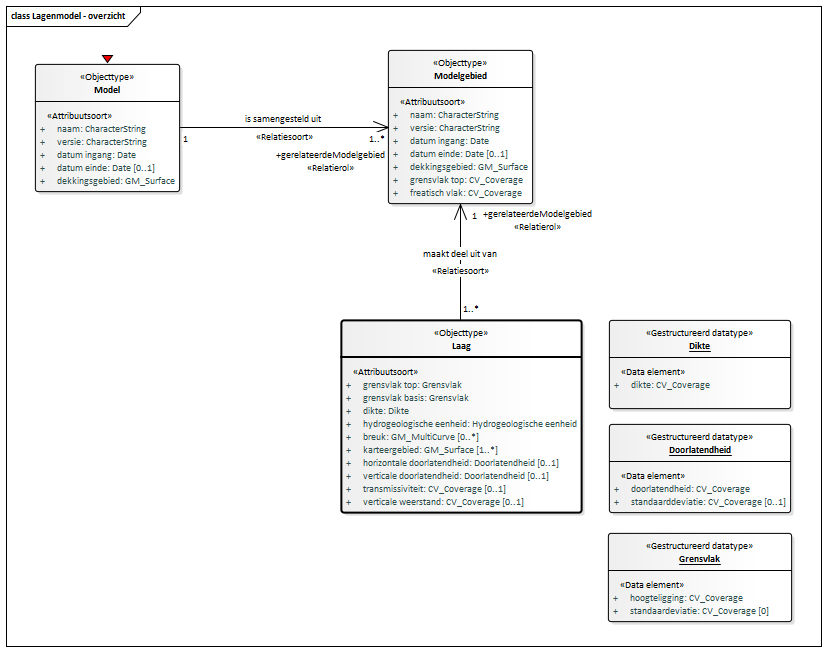 class Lagenmodel - overzicht
«Objecttype»
Model
«Attribuutsoort»
+ naam: CharacterString
+ versie: CharacterString
+ datum ingang: Date
+ datum einde: Date [0..1]
+ dekkingsgebied: GM_Surface
is samengesteld uit
«Relatiesoort»
1
1..*
+gerelateerdeModelgebied
«Relatierol»
«Objecttype»
Modelgebied
«Attribuutsoort»
+ naam: CharacterString
+ versie: CharacterString
+ datum ingang: Date
+ datum einde: Date [0..1]
+ dekkingsgebied: GM_Surface
+ grensvlak top: CV_Coverage
+ freatisch vlak: CV_Coverage
1 +gerelateerdeModelgebied
«Relatierol»
maakt deel uit van
«Relatiesoort»
1..*
«Objecttype»
Laag
«Attribuutsoort»
+ grensvlak top: Grensvlak
+ grensvlak basis: Grensvlak
+ dikte: Dikte
+ hydrogeologische eenheid: Hydrogeologische eenheid
+ breuk: GM_MultiCurve [0..*]
+ karteergebied: GM_Surface [1..*]
+ horizontale doorlatendheid: Doorlatendheid [0..1]
+ verticale doorlatendheid: Doorlatendheid [0..1]
+ transmissiviteit: CV_Coverage [0..1]
+ verticale weerstand: CV_Coverage [0..1]
«Gestructureerd datatype»
Dikte
«Data element»
+ dikte: CV_Coverage
«Gestructureerd datatype»
Doorlatendheid
«Data element»
+ doorlatendheid: CV_Coverage
+ standaarddeviatie: CV_Coverage [0..1]
«Gestructureerd datatype»
Grensvlak
«Data element»
+ hoogteligging: CV_Coverage
+ standaardeviatie: CV_Coverage [0]